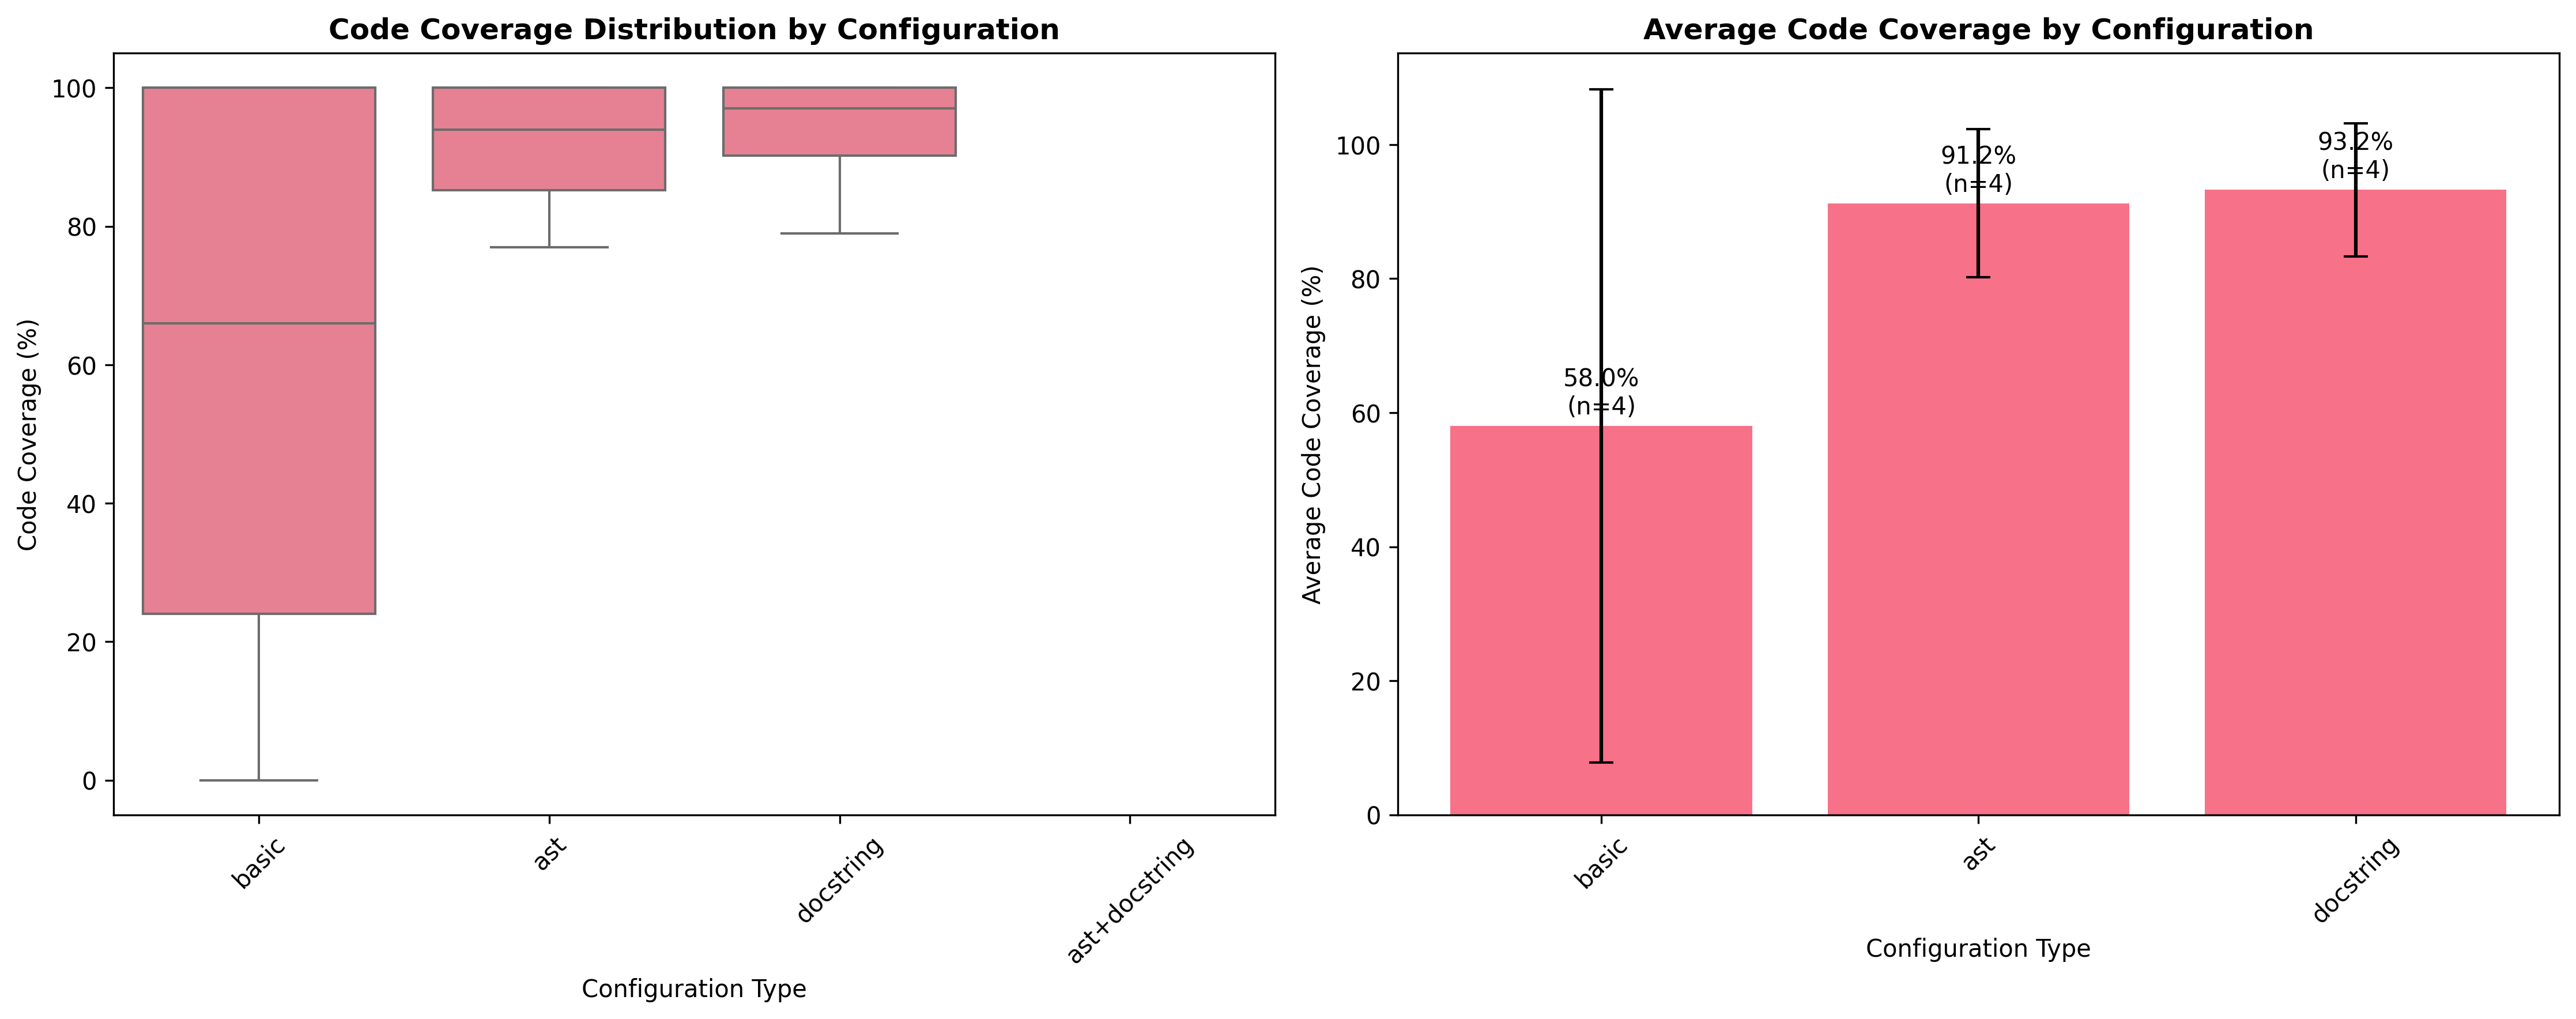 Code Coverage Distribution by Configuration
Code Coverage (%)
100
80
60
40
20
0
basic
ast
docstring
ast+docstring
Configuration Type
Average Code Coverage by Configuration
Average Code Coverage (%)
100
80
60
40
20
0
58.0%
(n=4)
91.2%
(n=4)
93.2%
(n=4)
basic
ast
docstring
Configuration Type